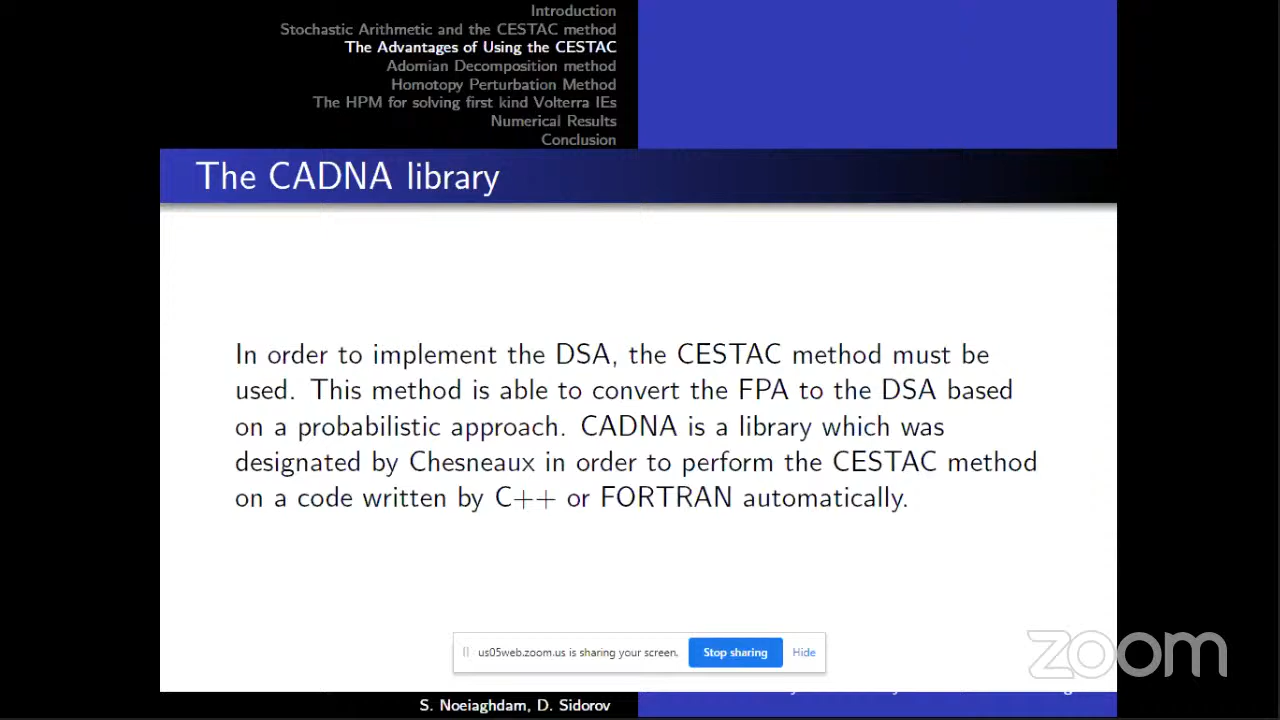 Introduction
Stochastic Arithmetic and the CESTAC method
The Advantages of Using the CESTAC
Adomian Decomposition method
Homotopy Perturbation Method
The HPM for solving first kind Volterra IEs
Numerical Results
Conclusion
The CADNA library
In order to implement the DSA, the CESTAC method must be
used. This method is able to convert the FPA to the DSA based
on a probabilistic approach. CADNA is a library which was
designated by Chesneaux in order to perform the CESTAC method
on a code written by C++ or FORTRAN automatically.
us05web.zoom.us is sharing your screen.
Stop sharing
Hide
zoom
S. Noeiaghdam, D. Sidorov